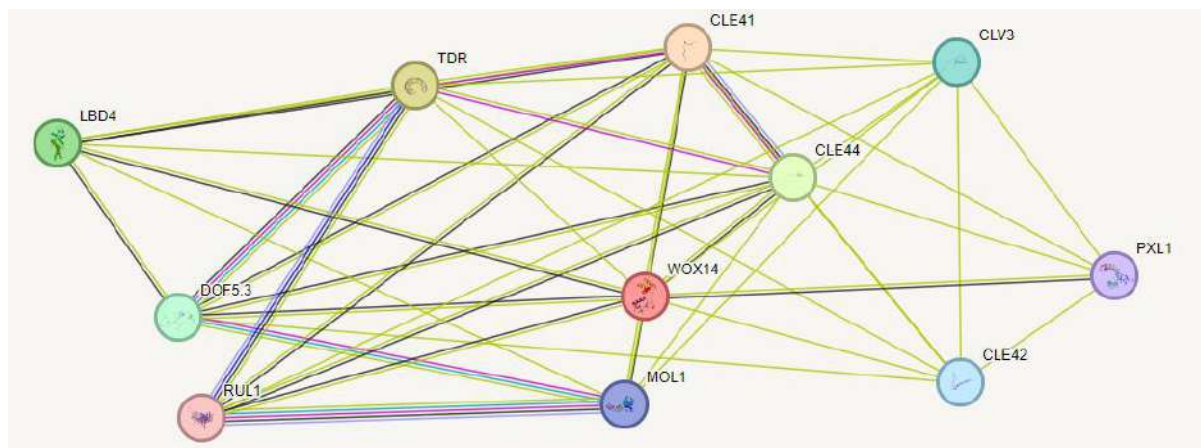 CLE41
CLV3
TDR
LBD4
CLE44
PXL1
WOX14
DOF5.3
CLE42
MOL1
RUL1